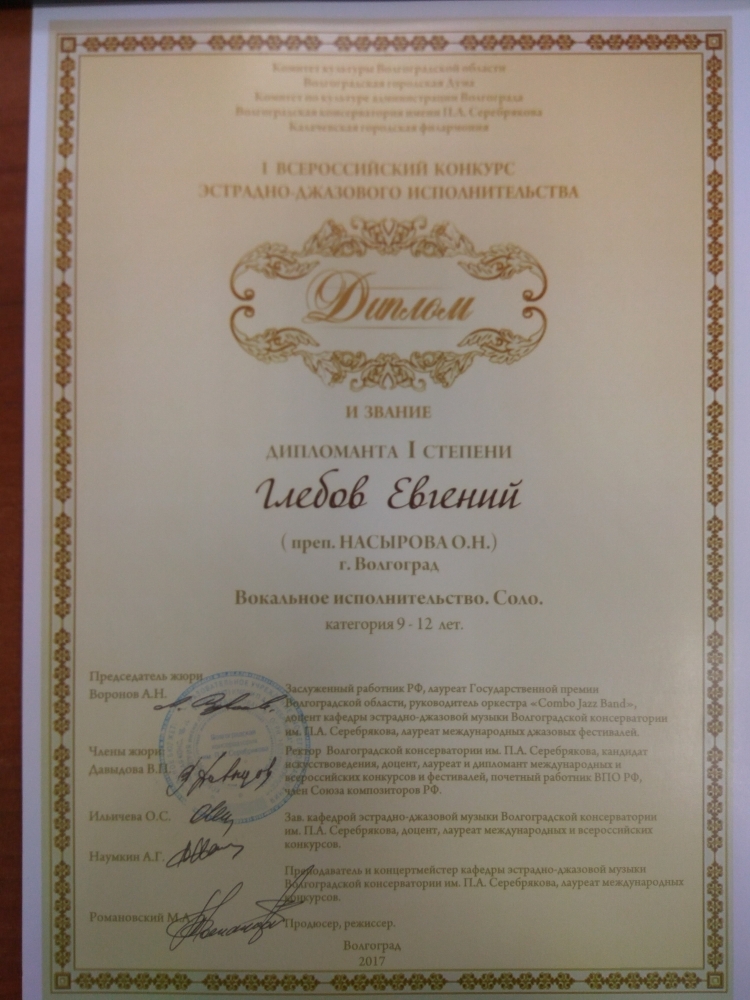 Комитет культуры Волгоградской области
Волгоградская городская Дума
Комитет по культуре администрации Волгограда
Волгоградская консерватория имени П.А. Серебрякова
Калачевская городская филармония
I ВСЕРОССИЙСКИЙ КОНКУРС
ЭСТРАДНО-ДЖАЗОВОГО ИСПОЛНИТЕЛЬСТВА
Диплом
И ЗВАНИЕ
ДИПЛОМАНТА I СТЕПЕНИ
Глебов Евгений
( преп. НАСЫРОВА О.Н.)
г. Волгоград
Вокальное исполнительство. Соло.
категория 9 - 12 лет.
Председатель жюри
Воронов А.Н.
Заслуженный работник РФ, лауреат Государственной премии
Волгоградской области, руководитель оркестра «Combo Jazz Band»,
доцент кафедры эстрадно-джазовой музыки Волгоградской консерватории
им. П.А. Серебрякова, лауреат международных джазовых фестивалей.
Члены жюри:
Давыдова В.П.
Ректор Волгоградской консерватории им. П.А. Серебрякова, кандидат
искусствоведения, доцент, лауреат и дипломант международных и
всероссийских конкурсов и фестивалей, почетный работник ВПО РФ,
член Союза композиторов РФ.
Ильичева О.С.
Зав. кафедрой эстрадно-джазовой музыки Волгоградской консерватории
им. П.А. Серебрякова, доцент, лауреат международных и всероссийских
конкурсов.
Наумкин А.Г.
Преподаватель и концертмейстер кафедры эстрадно-джазовой музыки
Волгоградской консерватории им. П.А. Серебрякова, лауреат международных
конкурсов.
Романовский М.А.
Продюсер, режиссер.
Волгоград
2017